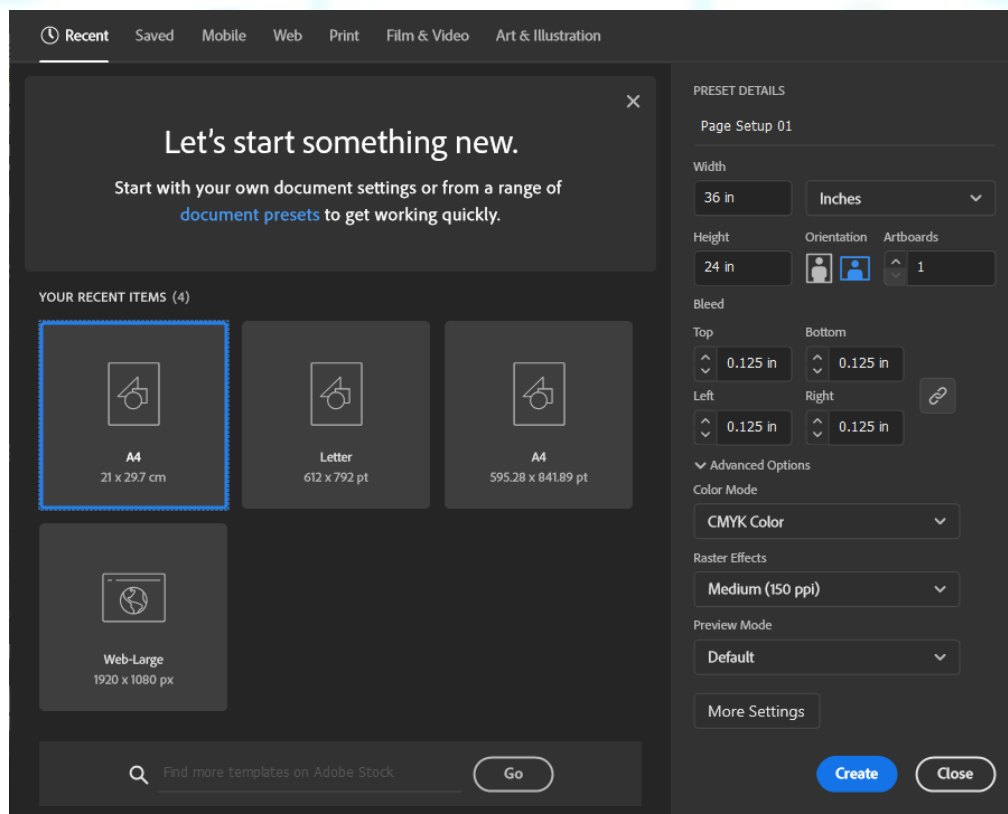 Recent Saved Mobile Web Print Film & Video Art & Illustration
Let's start something new.
Start with your own document settings or from a range of
document presets to get working quickly.
YOUR RECENT ITEMS (4)
A4
21 x 29.7 cm
Letter
612 x 792 pt
A4
595.28 x 841.89 pt
Web-Large
1920 x 1080 px
Find more templates on Adobe Stock
Go
PRESET DETAILS
Page Setup 01
Width
36 in Inches
Height Orientation Artboards
24 in 1
Bleed
Top Bottom
0.125 in 0.125 in
Left Right
0.125 in 0.125 in
Advanced Options
Color Mode
CMYK Color
Raster Effects
Medium (150 ppi)
Preview Mode
Default
More Settings
Create Close